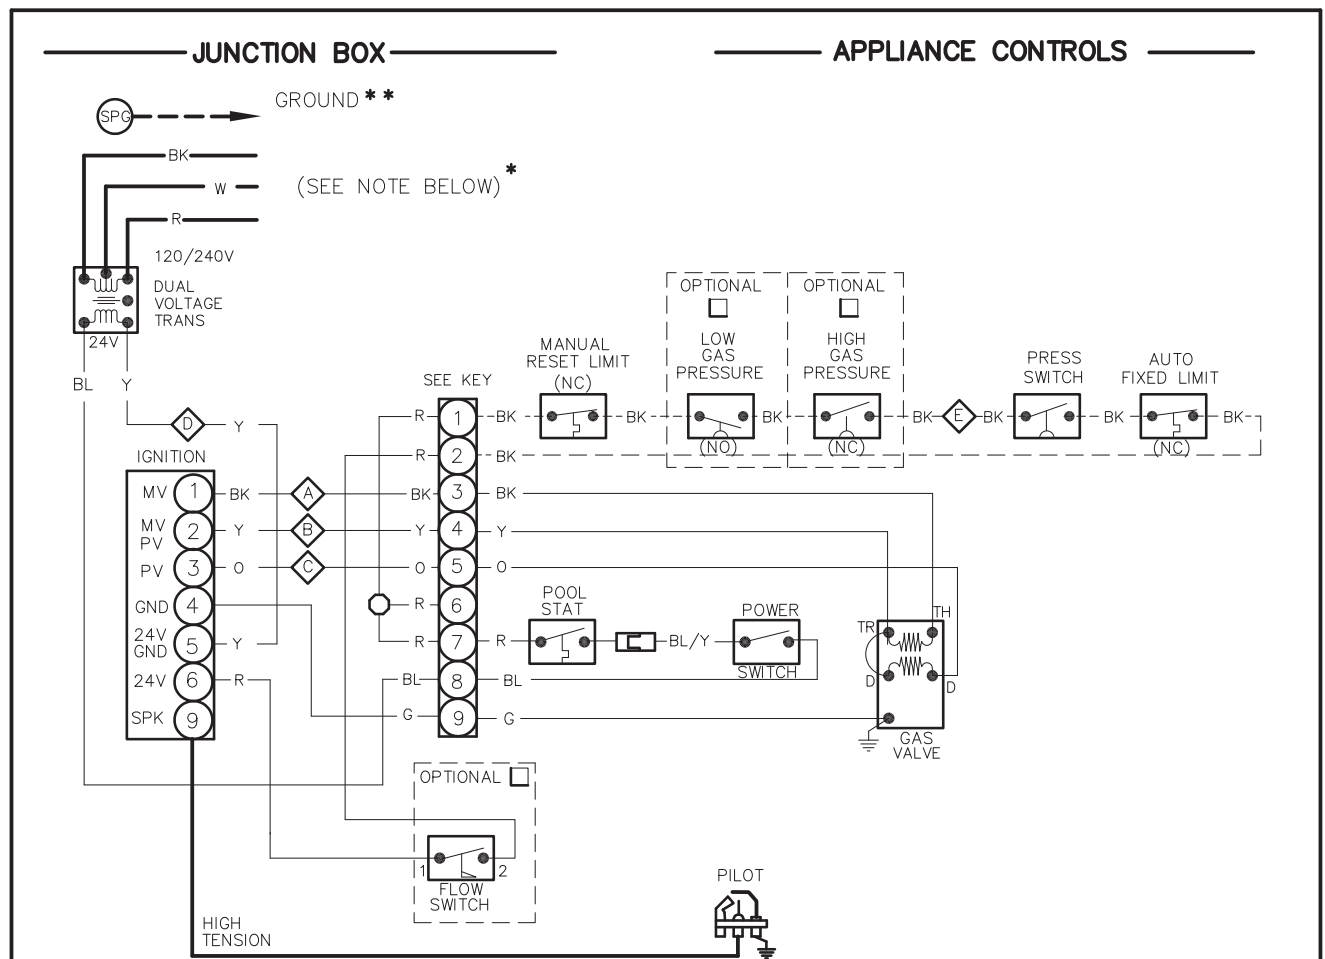 JUNCTION BOX
APPLIANCE CONTROLS
SPG
GROUND**
BK
W
(SEE NOTE BELOW)*
R
120/240V
DUAL
VOLTAGE
TRANS
24V
BL Y
D Y
OPTIONAL
LOW
GAS
PRESSURE
(NO)
OPTIONAL
HIGH
GAS
PRESSURE
(NC)
MANUAL
RESET LIMIT
(NC)
PRESS
SWITCH
AUTO
FIXED LIMIT
(NC)
SEE KEY
R 1 BK BK BK BK E BK BK BK
R 2 BK
IGNITION
MV 1 BK A BK 3 BK
MV
PV 2 Y B Y 4 Y
PV 3 O C O 5 O
GND 4
R 6
24V
GND 5 Y
R 7 R
POOL
STAT
BL/Y
POWER
SWITCH
24V 6 R
BL 8 BL
SPK 9
G 9 G
TR TH
D D
GAS
VALVE
OPTIONAL
1 2
FLOW
SWITCH
PILOT
HIGH
TENSION